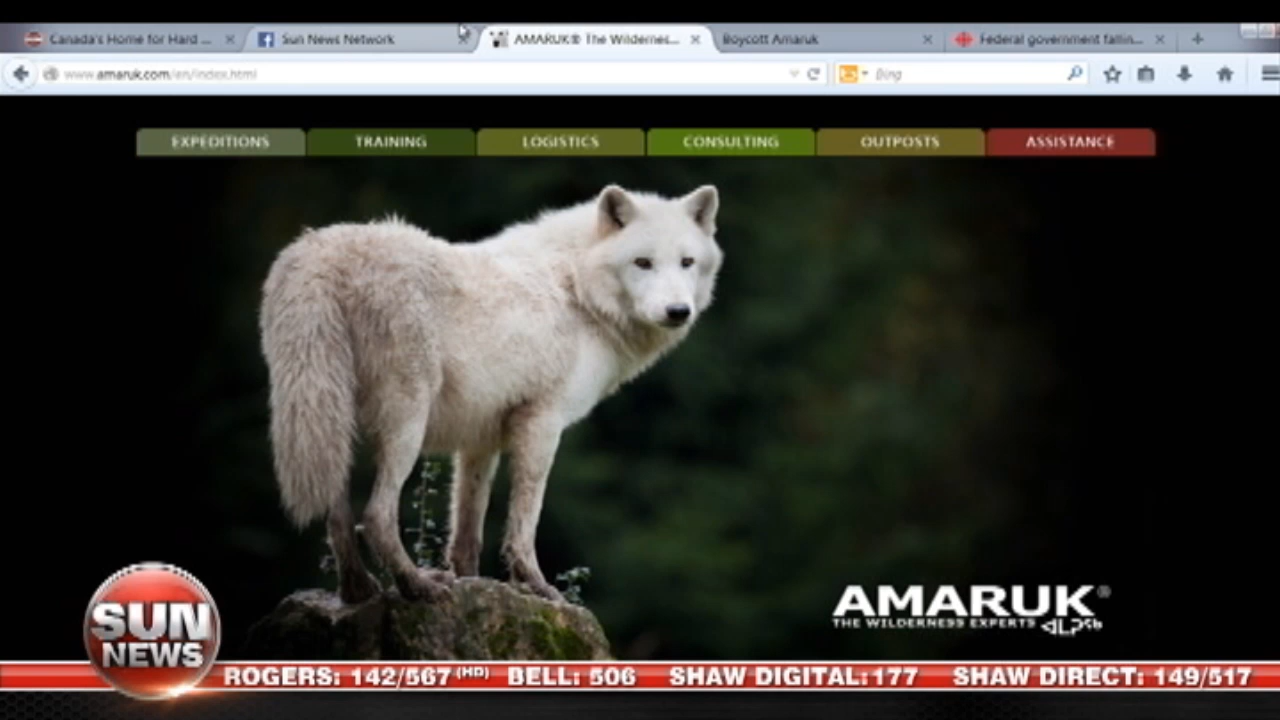 Canada's Home for Hard ...
Sun News Network
AMARUK® The Wildernes...
Boycott Amaruk
Federal government failin...
www.amaruk.com/en/index.html
Bing
EXPEDITIONS
TRAINING
LOGISTICS
CONSULTING
OUTPOSTS
ASSISTANCE
AMARUK®
THE WILDERNESS EXPERTS ᐊᒪᕈᖅ
SUN
NEWS
ROGERS: 142/567 (HD) BELL: 506 SHAW DIGITAL: 177 SHAW DIRECT: 149/517